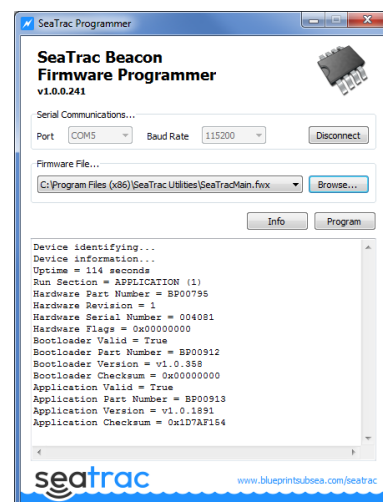 SeaTrac Programmer
SeaTrac Beacon
Firmware Programmer
v1.0.0.241
Serial Communications...
Port COM5 Baud Rate 115200 Disconnect
Firmware File...
C:\Program Files (x86)\SeaTrac Utilities\SeaTracMain.fwx Browse...
Info Program
Device identifying...
Device information...
Uptime = 114 seconds
Run Section = APPLICATION (1)
Hardware Part Number = BP00795
Hardware Revision = 1
Hardware Serial Number = 004081
Hardware Flags = 0x00000000
Bootloader Valid = True
Bootloader Part Number = BP00912
Bootloader Version = v1.0.358
Bootloader Checksum = 0x00000000
Application Valid = True
Application Part Number = BP00913
Application Version = v1.0.1891
Application Checksum = 0x1D7AF154
seatrac www.blueprintsubsea.com/seatrac